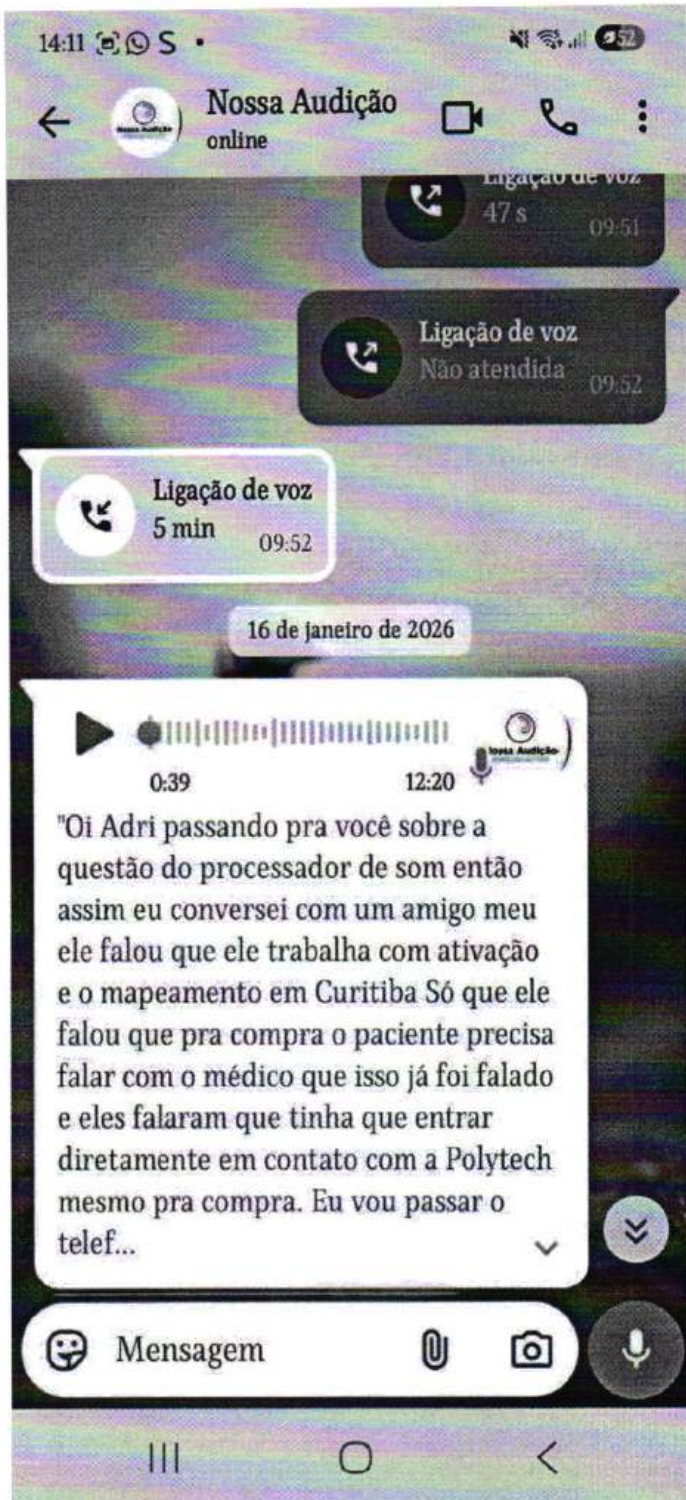 14:11 S •
52
Nossa Audição
online
Nossa Audição
Ligação de voz
47 s 09:51
Ligação de voz
Não atendida 09:52
Ligação de voz
5 min 09:52
16 de janeiro de 2026
0:39 12:20
"Oi Adri passando pra você sobre a
questão do processador de som então
assim eu conversei com um amigo meu
ele falou que ele trabalha com ativação
e o mapeamento em Curitiba Só que ele
falou que pra compra o paciente precisa
falar com o médico que isso já foi falado
e eles falaram que tinha que entrar
diretamente em contato com a Polytech
mesmo pra compra. Eu vou passar o
telef...
Mensagem